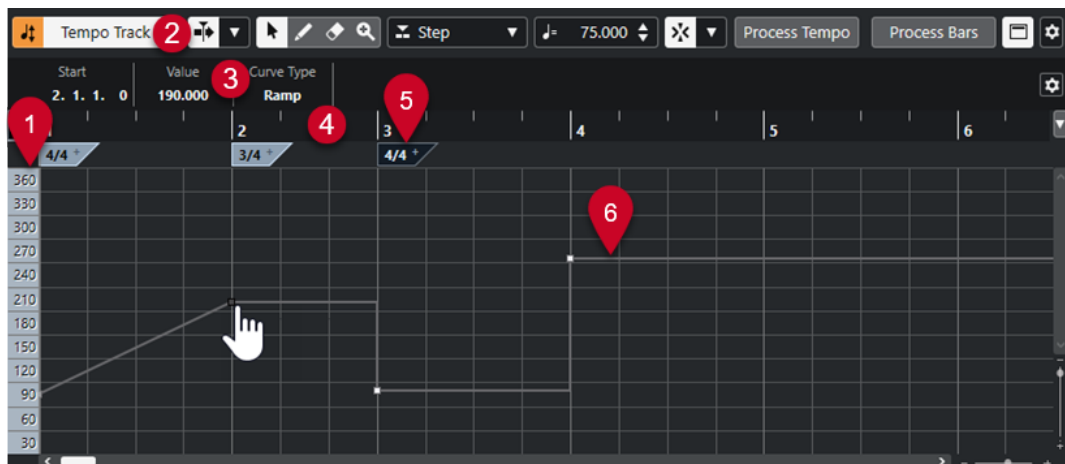 Tempo Track 2 Step 75.000 Process Tempo Process Bars
Start Value 3 Curve Type
2. 1. 1. 0 190.000 Ramp
1 2 4 3 5 4 5 6
4/4 + 3/4 + 4/4 +
360
330
300
270
240
210
180
150
120
90
60
30
6